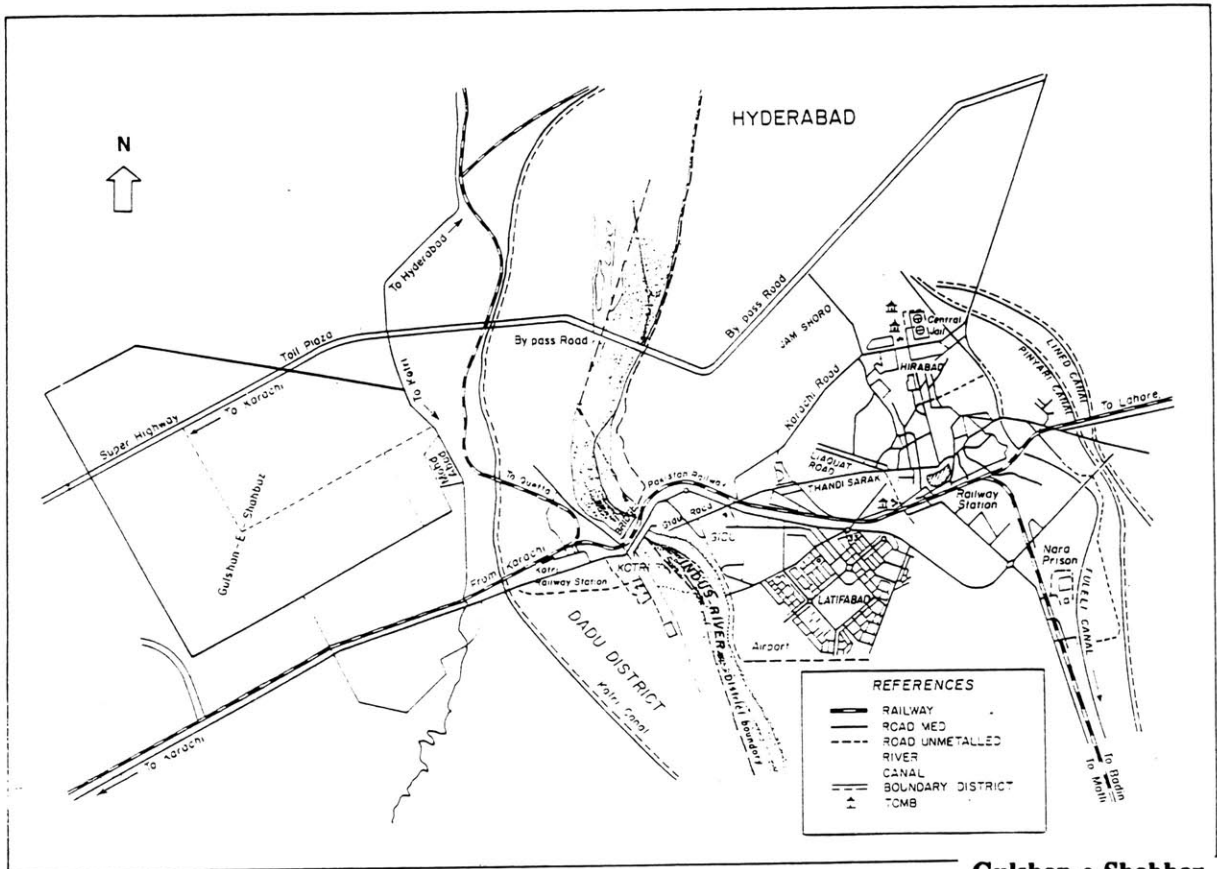 HYDERABAD
N
To Hyderabad
By pass Road
Toll Plaza
By pass Road
JAM SHORO
Central
Jail
HIRABAD
LINED CANAL
PINYARI CANAL
To Kotri
To Karachi
Super Highway
Karachi Road
To Lahore
LIAQUAT
ROAD
THANDI SARAK
Pakistan Railway
To Quetta
Railway
Station
Gidu Road
GIDU
Gulshan-E-Shahbaz
From Karachi
Kotri
Railway Station
KOTRI
INDUS RIVER
LATIFABAD
Nara
Prison
FULELI CANAL
Airport
DADU DISTRICT
Kotri Canal
District boundary
To Karachi
To Badin
To Matli
REFERENCES
RAILWAY
ROAD MED
ROAD UNMETALLED
RIVER
CANAL
BOUNDARY DISTRICT
TOMB